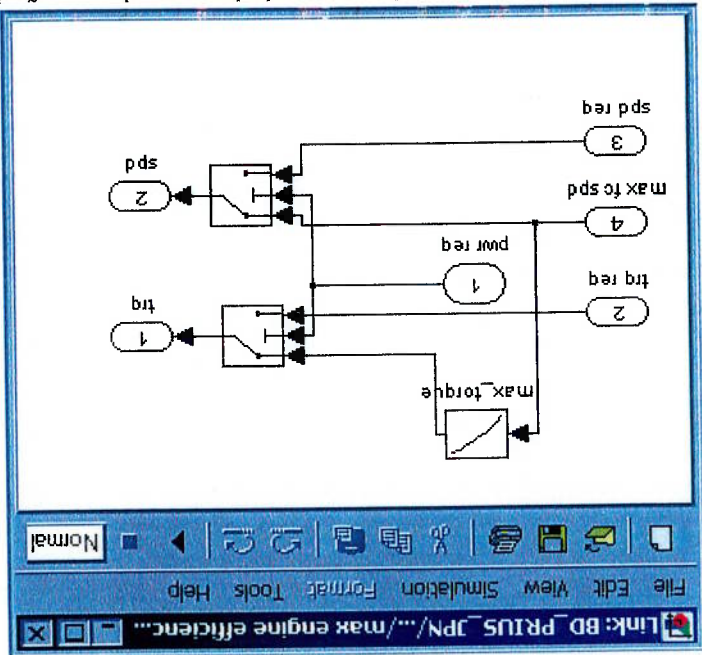 Link: BD_PRIUS_JPN/.../max engine efficienc...
File Edit View Simulation Format Tools Help
Normal
max_torque
1
trq
2
trq req
1
pwr req
4
max fc spd
2
spd
3
spd req